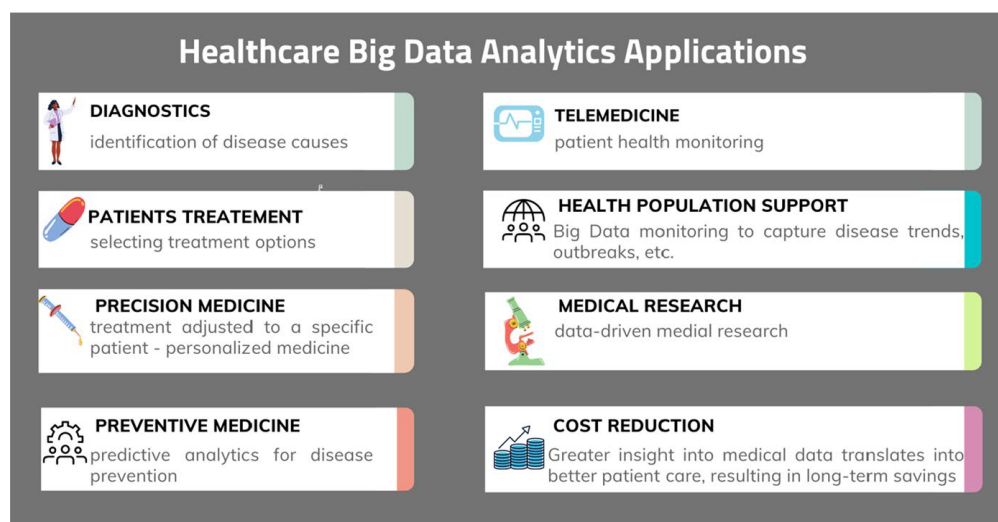 Healthcare Big Data Analytics Applications
DIAGNOSTICS
identification of disease causes
PATIENTS TREATEMENT
selecting treatment options
PRECISION MEDICINE
treatment adjusted to a specific
patient - personalized medicine
PREVENTIVE MEDICINE
predictive analytics for disease
prevention
TELEMEDICINE
patient health monitoring
HEALTH POPULATION SUPPORT
Big Data monitoring to capture disease trends,
outbreaks, etc.
MEDICAL RESEARCH
data-driven medial research
COST REDUCTION
Greater insight into medical data translates into
better patient care, resulting in long-term savings